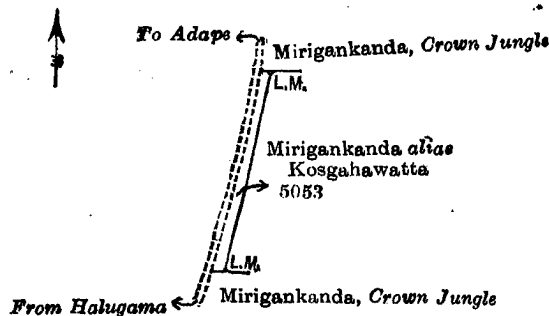 To Adape
Mirigankanda, Crown Jungle
L.M.
Mirigankanda alias
Kosgahawatta
5053
L.M.
Mirigankanda, Crown Jungle
From Halugama